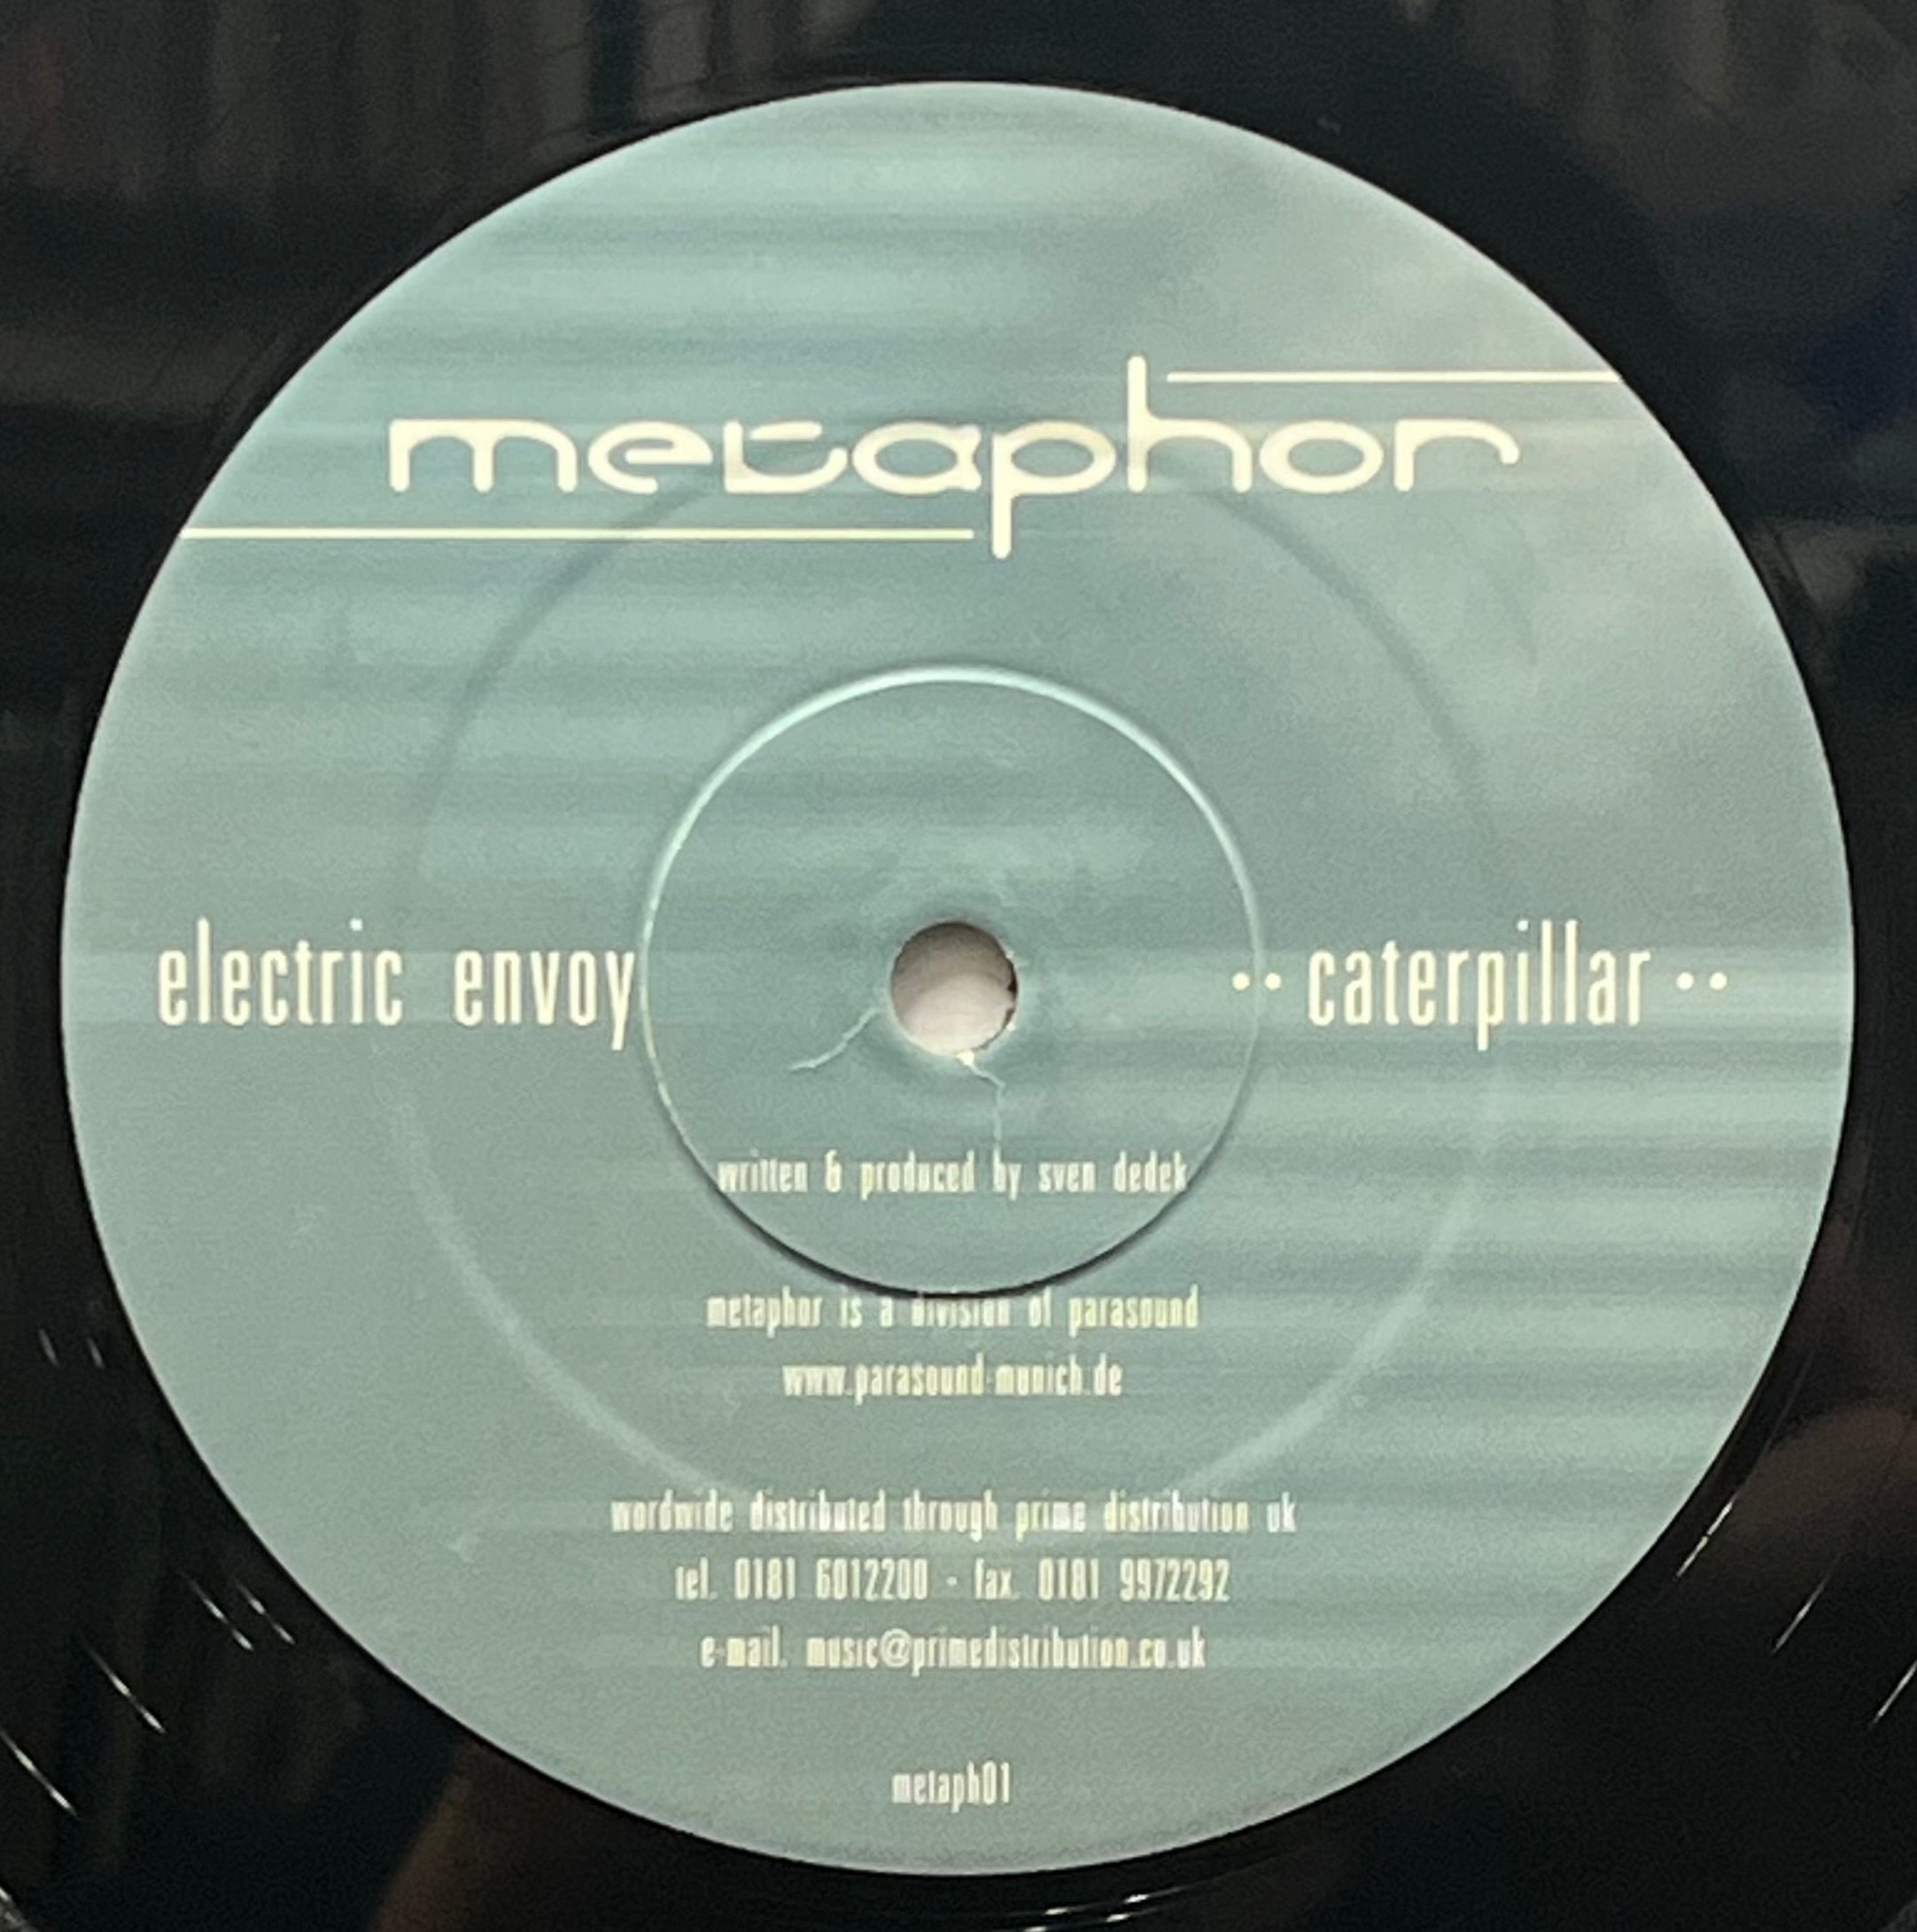 metaphor
electric envoy ·· caterpillar ··
written & produced by sven dedek
metaphor is a division of parasound
www.parasound-munich.de
wordwide distributed through prime distribution uk
tel. 0181 6012200 - fax. 0181 9972292
e-mail. music@primedistribution.co.uk
metaph01